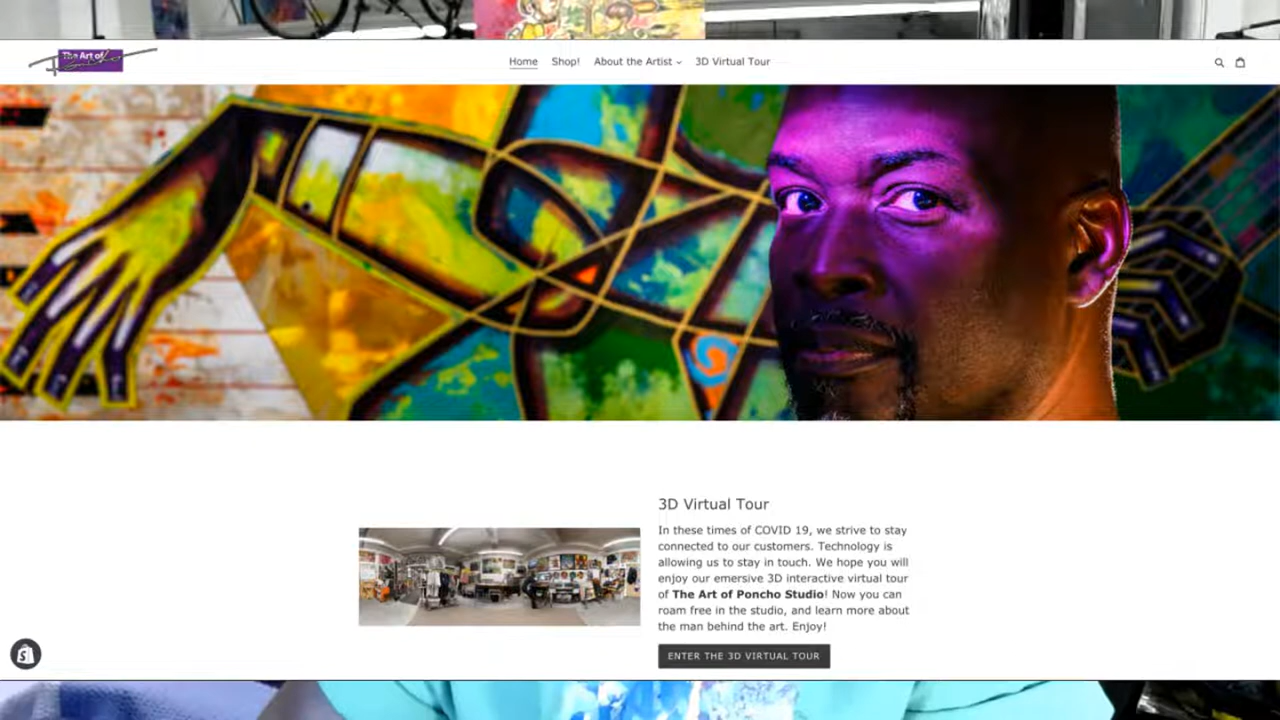 The Art of
Poncho
Home
Shop!
About the Artist
3D Virtual Tour
3D Virtual Tour
In these times of COVID 19, we strive to stay
connected to our customers. Technology is
allowing us to stay in touch. We hope you will
enjoy our emersive 3D interactive virtual tour
of The Art of Poncho Studio! Now you can
roam free in the studio, and learn more about
the man behind the art. Enjoy!
ENTER THE 3D VIRTUAL TOUR